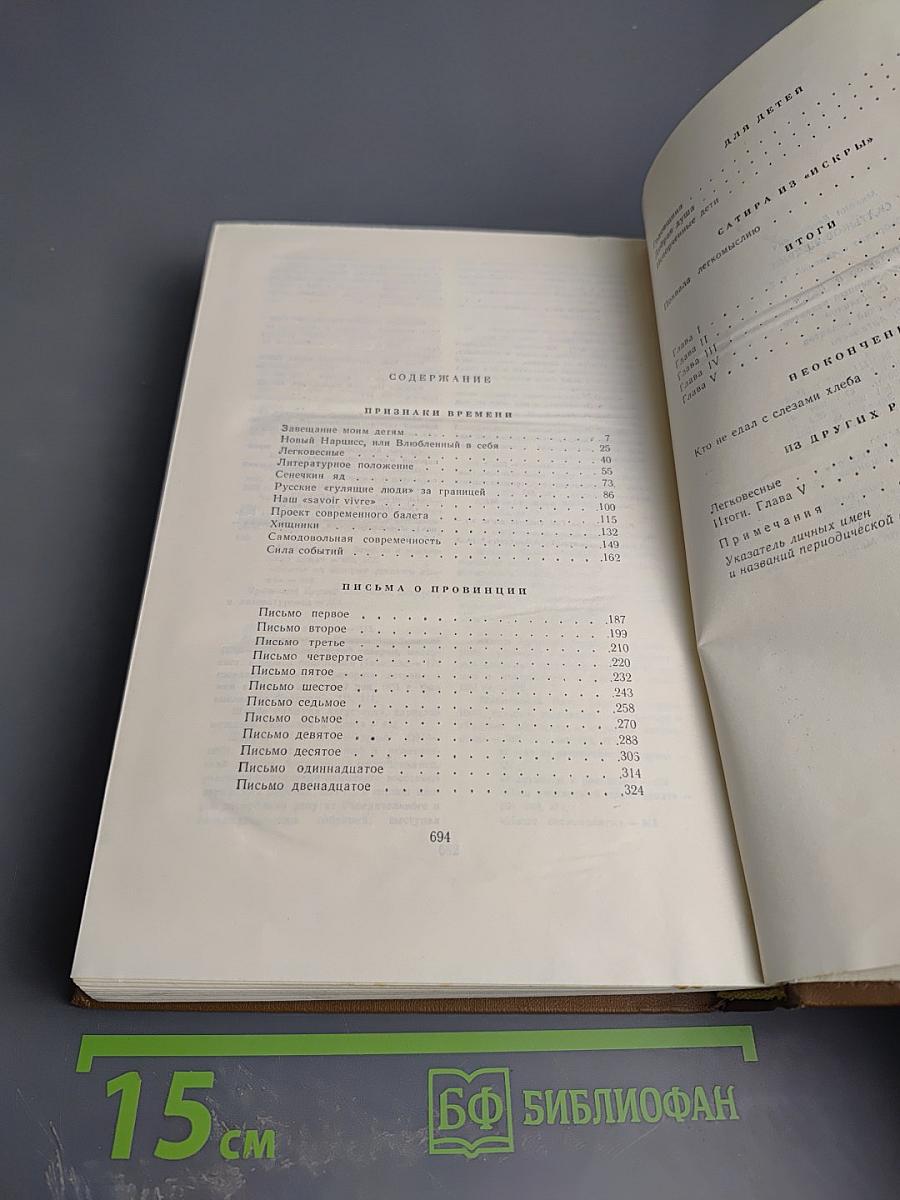 СОДЕРЖАНИЕ
ПРИЗНАКИ ВРЕМЕНИ
Завещание моим детям . . . 7
Новый Нарцисс, или Влюбленный в себя . . . 25
Легковесные . . . 40
Литературное положение . . . 55
Сенечкин яд . . . 73
Русские «гулящие люди» за границей . . . 86
Наш «savoir vivre» . . . 100
Проект современного балета . . . 115
Хищники . . . 132
Самодовольная современность . . . 149
Сила событий . . . 162
ПИСЬМА О ПРОВИНЦИИ
Письмо первое . . . 187
Письмо второе . . . 199
Письмо третье . . . 210
Письмо четвертое . . . 220
Письмо пятое . . . 232
Письмо шестое . . . 243
Письмо седьмое . . . 258
Письмо осьмое . . . 270
Письмо девятое . . . 288
Письмо десятое . . . 305
Письмо одиннадцатое . . . 314
Письмо двенадцатое . . . 324
694
ДЛЯ ДЕТЕЙ
Годовщина
Добрая душа
Испорченные дети
САТИРА ИЗ «ИСКРЫ»
Похвала легкомыслию
ИТОГИ
Глава I
Глава II
Глава III
Глава IV
Глава V
НЕОКОНЧЕН
Кто не едал с слезами хлеба
ИЗ ДРУГИХ Р
Легковесные
Итоги. Глава V
Примечания
Указатель личных имен
и названий периодической
15 см
БФ БИБЛИОФАН